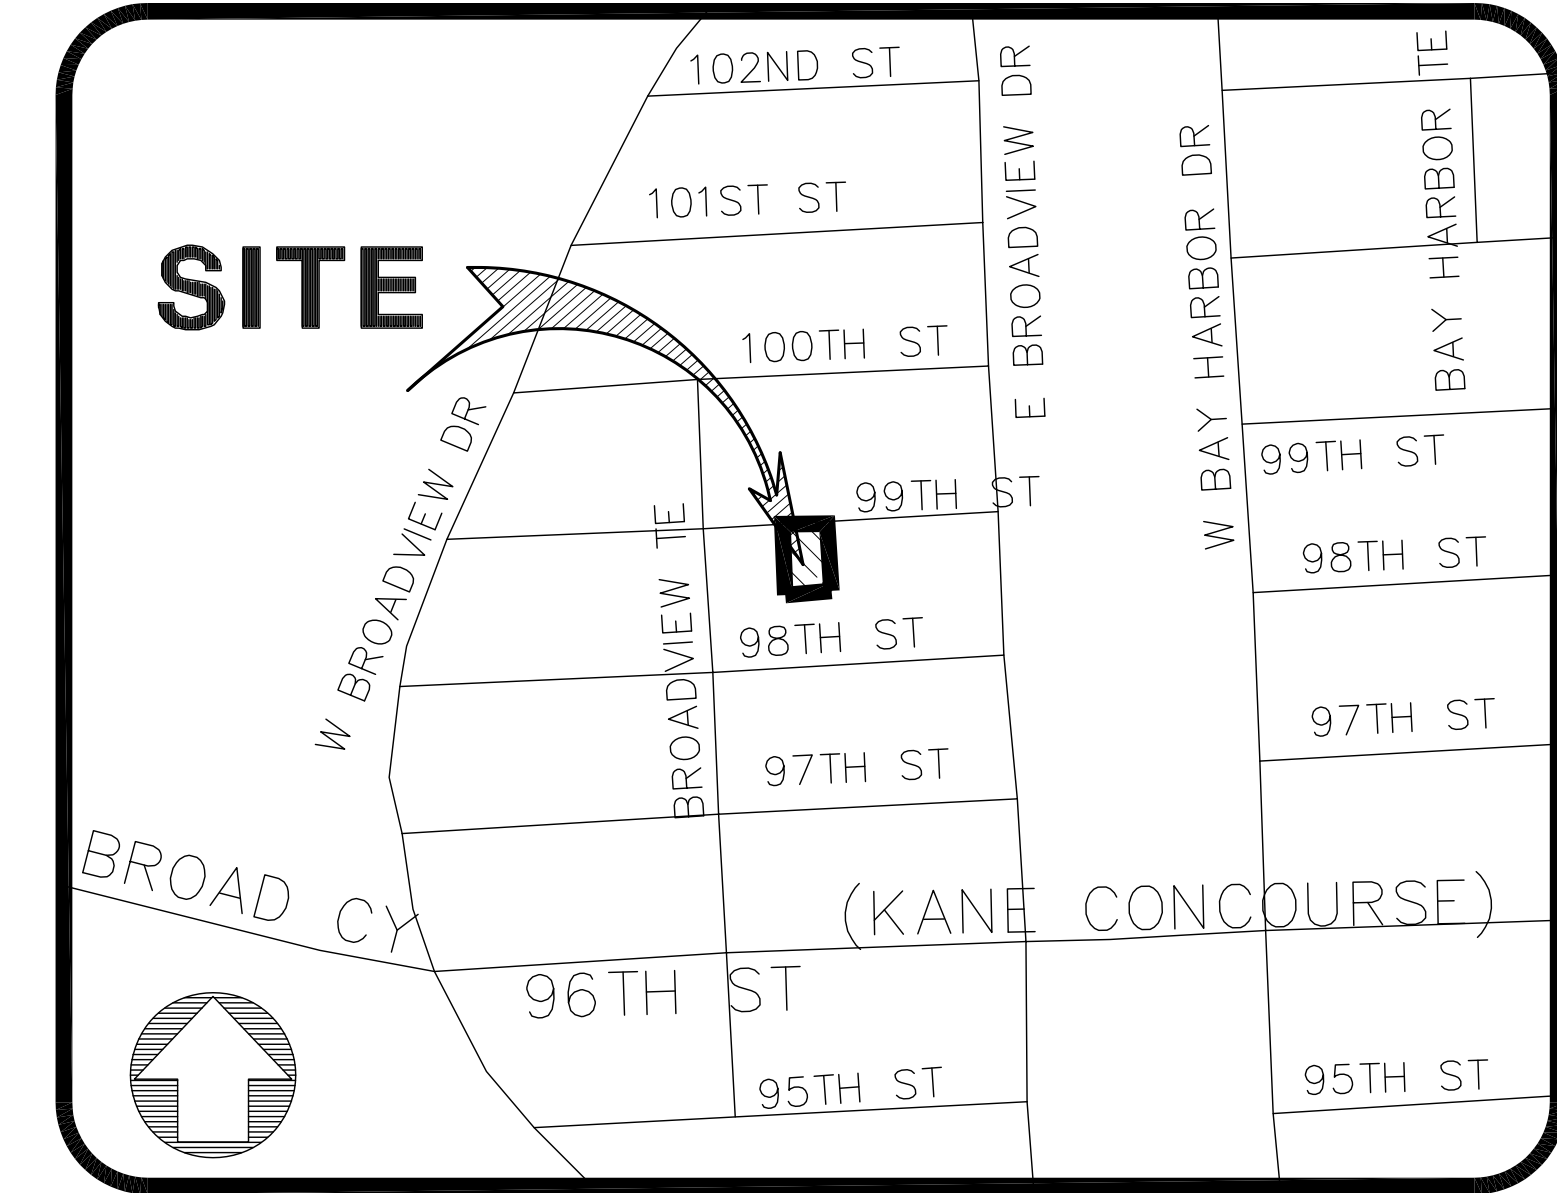 102ND ST
101ST ST
SITE
100TH ST
99TH ST
98TH ST
97TH ST
W BROADVIEW DR
BROADVIEW TE
E BROADVIEW DR
W BAY HARBOR DR
BAY HARBOR TE
99TH ST
98TH ST
97TH ST
BROAD CY
(KANE CONCOURSE)
96TH ST
95TH ST
95TH ST